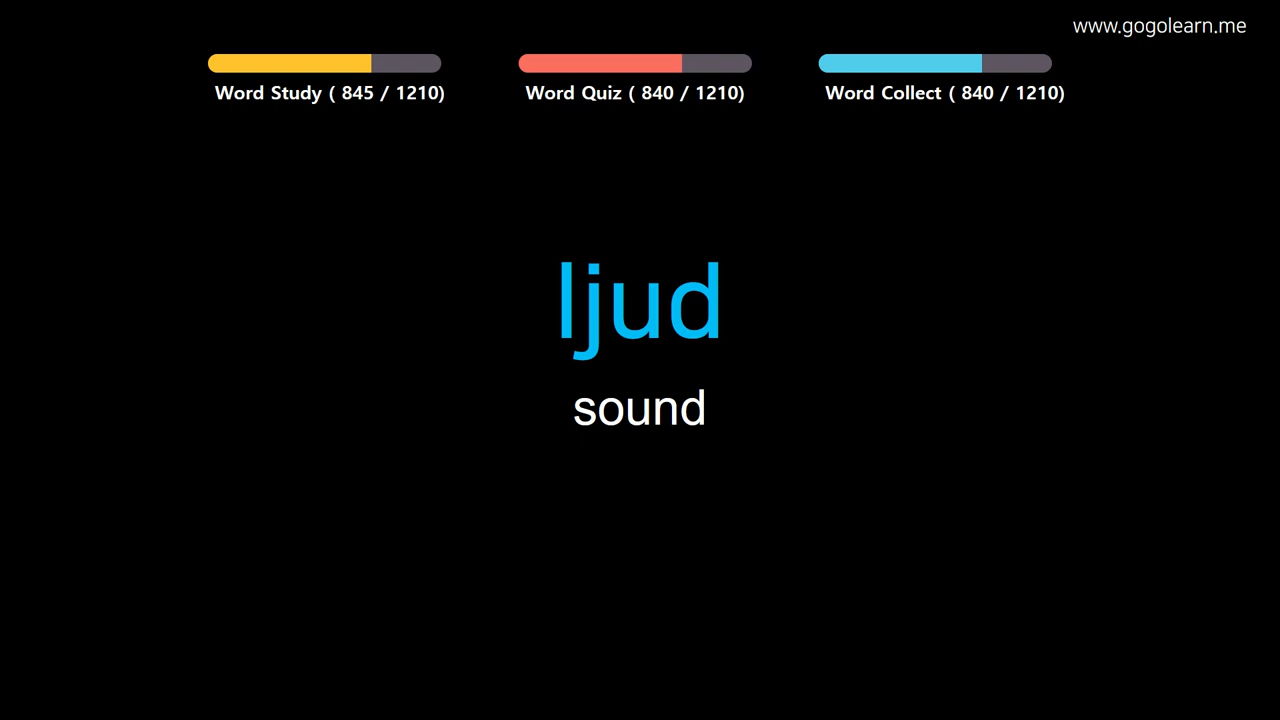 www.gogolearn.me
Word Study ( 845 / 1210)
Word Quiz ( 840 / 1210)
Word Collect ( 840 / 1210)
ljud
sound